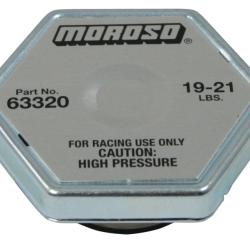 MOROSO®
Part No.
63320
19-21
LBS.
FOR RACING USE ONLY
CAUTION:
HIGH PRESSURE